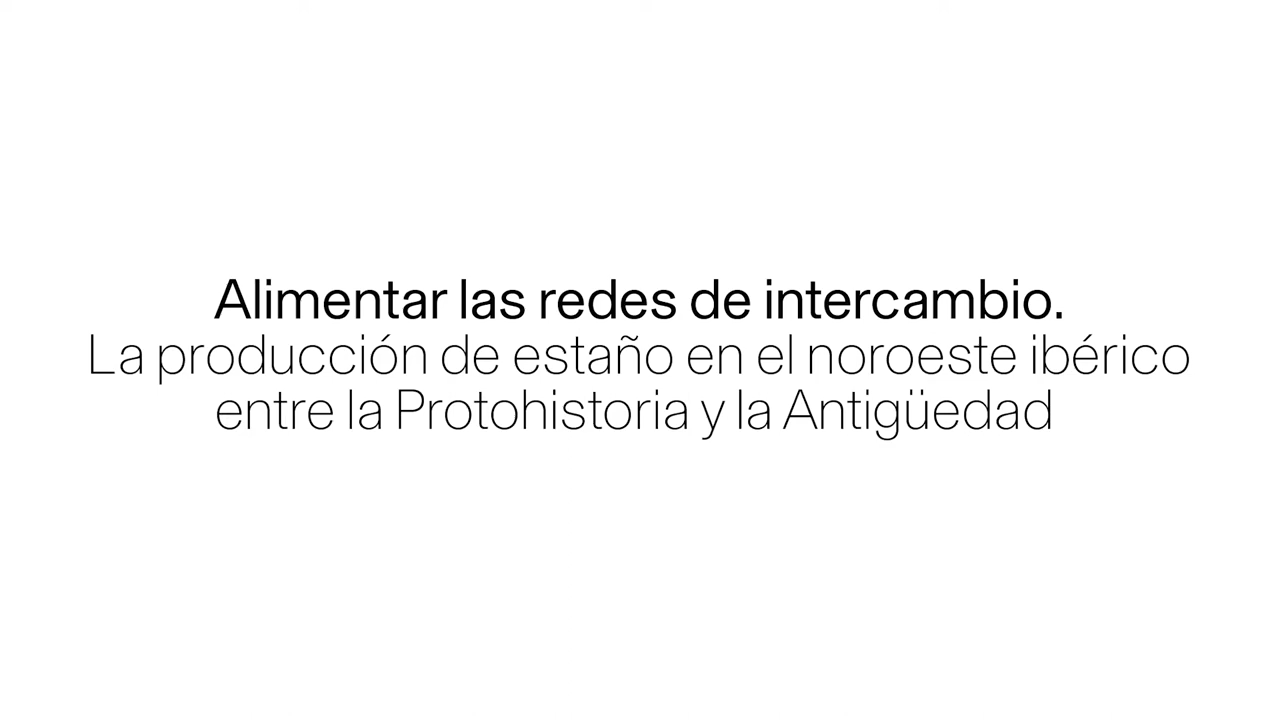 Alimentar las redes de intercambio.
La producción de estaño en el noroeste ibérico
entre la Protohistoria y la Antigüedad